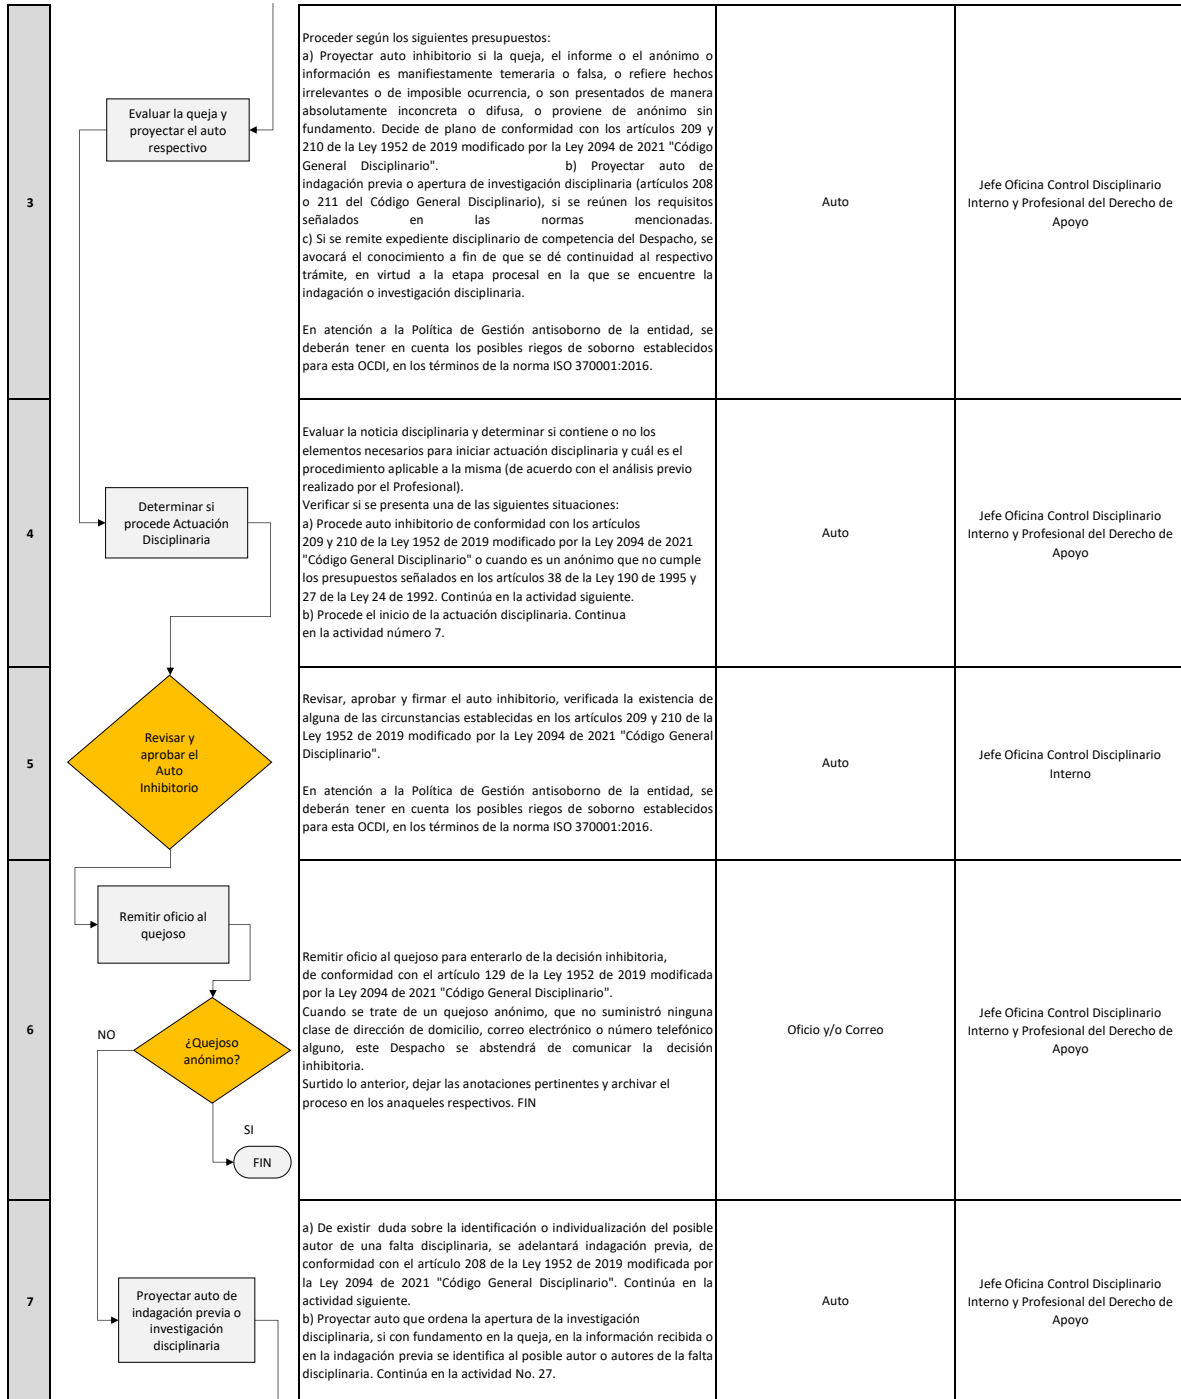 3
Evaluar la queja y
proyectar el auto
respectivo
Proceder según los siguientes presupuestos:
a) Proyectar auto inhibitorio si la queja, el informe o el anónimo o
información es manifiestamente temeraria o falsa, o refiere hechos
irrelevantes o de imposible ocurrencia, o son presentados de manera
absolutamente inconcreta o difusa, o proviene de anónimo sin
fundamento. Decide de plano de conformidad con los artículos 209 y
210 de la Ley 1952 de 2019 modificado por la Ley 2094 de 2021 "Código
General Disciplinario". b) Proyectar auto de
indagación previa o apertura de investigación disciplinaria (artículos 208
o 211 del Código General Disciplinario), si se reúnen los requisitos
señalados en las normas mencionadas.
c) Si se remite expediente disciplinario de competencia del Despacho, se
avocará el conocimiento a fin de que se dé continuidad al respectivo
trámite, en virtud a la etapa procesal en la que se encuentre la
indagación o investigación disciplinaria.
En atención a la Política de Gestión antisoborno de la entidad, se
deberán tener en cuenta los posibles riegos de soborno establecidos
para esta OCDI, en los términos de la norma ISO 370001:2016.
Auto
Jefe Oficina Control Disciplinario
Interno y Profesional del Derecho de
Apoyo
4
Determinar si
procede Actuación
Disciplinaria
Evaluar la noticia disciplinaria y determinar si contiene o no los
elementos necesarios para iniciar actuación disciplinaria y cuál es el
procedimiento aplicable a la misma (de acuerdo con el análisis previo
realizado por el Profesional).
Verificar si se presenta una de las siguientes situaciones:
a) Procede auto inhibitorio de conformidad con los artículos
209 y 210 de la Ley 1952 de 2019 modificado por la Ley 2094 de 2021
"Código General Disciplinario" o cuando es un anónimo que no cumple
los presupuestos señalados en los artículos 38 de la Ley 190 de 1995 y
27 de la Ley 24 de 1992. Continúa en la actividad siguiente.
b) Procede el inicio de la actuación disciplinaria. Continua
en la actividad número 7.
Auto
Jefe Oficina Control Disciplinario
Interno y Profesional del Derecho de
Apoyo
5
Revisar y
aprobar el
Auto
Inhibitorio
Revisar, aprobar y firmar el auto inhibitorio, verificada la existencia de
alguna de las circunstancias establecidas en los artículos 209 y 210 de la
Ley 1952 de 2019 modificado por la Ley 2094 de 2021 "Código General
Disciplinario".
En atención a la Política de Gestión antisoborno de la entidad, se
deberán tener en cuenta los posibles riegos de soborno establecidos
para esta OCDI, en los términos de la norma ISO 370001:2016.
Auto
Jefe Oficina Control Disciplinario
Interno
6
Remitir oficio al
quejoso
¿Quejoso
anónimo?
NO
SI
FIN
Remitir oficio al quejoso para enterarlo de la decisión inhibitoria,
de conformidad con el artículo 129 de la Ley 1952 de 2019 modificada
por la Ley 2094 de 2021 "Código General Disciplinario".
Cuando se trate de un quejoso anónimo, que no suministró ninguna
clase de dirección de domicilio, correo electrónico o número telefónico
alguno, este Despacho se abstendrá de comunicar la decisión
inhibitoria.
Surtido lo anterior, dejar las anotaciones pertinentes y archivar el
proceso en los anaqueles respectivos. FIN
Oficio y/o Correo
Jefe Oficina Control Disciplinario
Interno y Profesional del Derecho de
Apoyo
7
Proyectar auto de
indagación previa o
investigación
disciplinaria
a) De existir duda sobre la identificación o individualización del posible
autor de una falta disciplinaria, se adelantará indagación previa, de
conformidad con el artículo 208 de la Ley 1952 de 2019 modificada por
la Ley 2094 de 2021 "Código General Disciplinario". Continúa en la
actividad siguiente.
b) Proyectar auto que ordena la apertura de la investigación
disciplinaria, si con fundamento en la queja, en la información recibida o
en la indagación previa se identifica al posible autor o autores de la falta
disciplinaria. Continúa en la actividad No. 27.
Auto
Jefe Oficina Control Disciplinario
Interno y Profesional del Derecho de
Apoyo